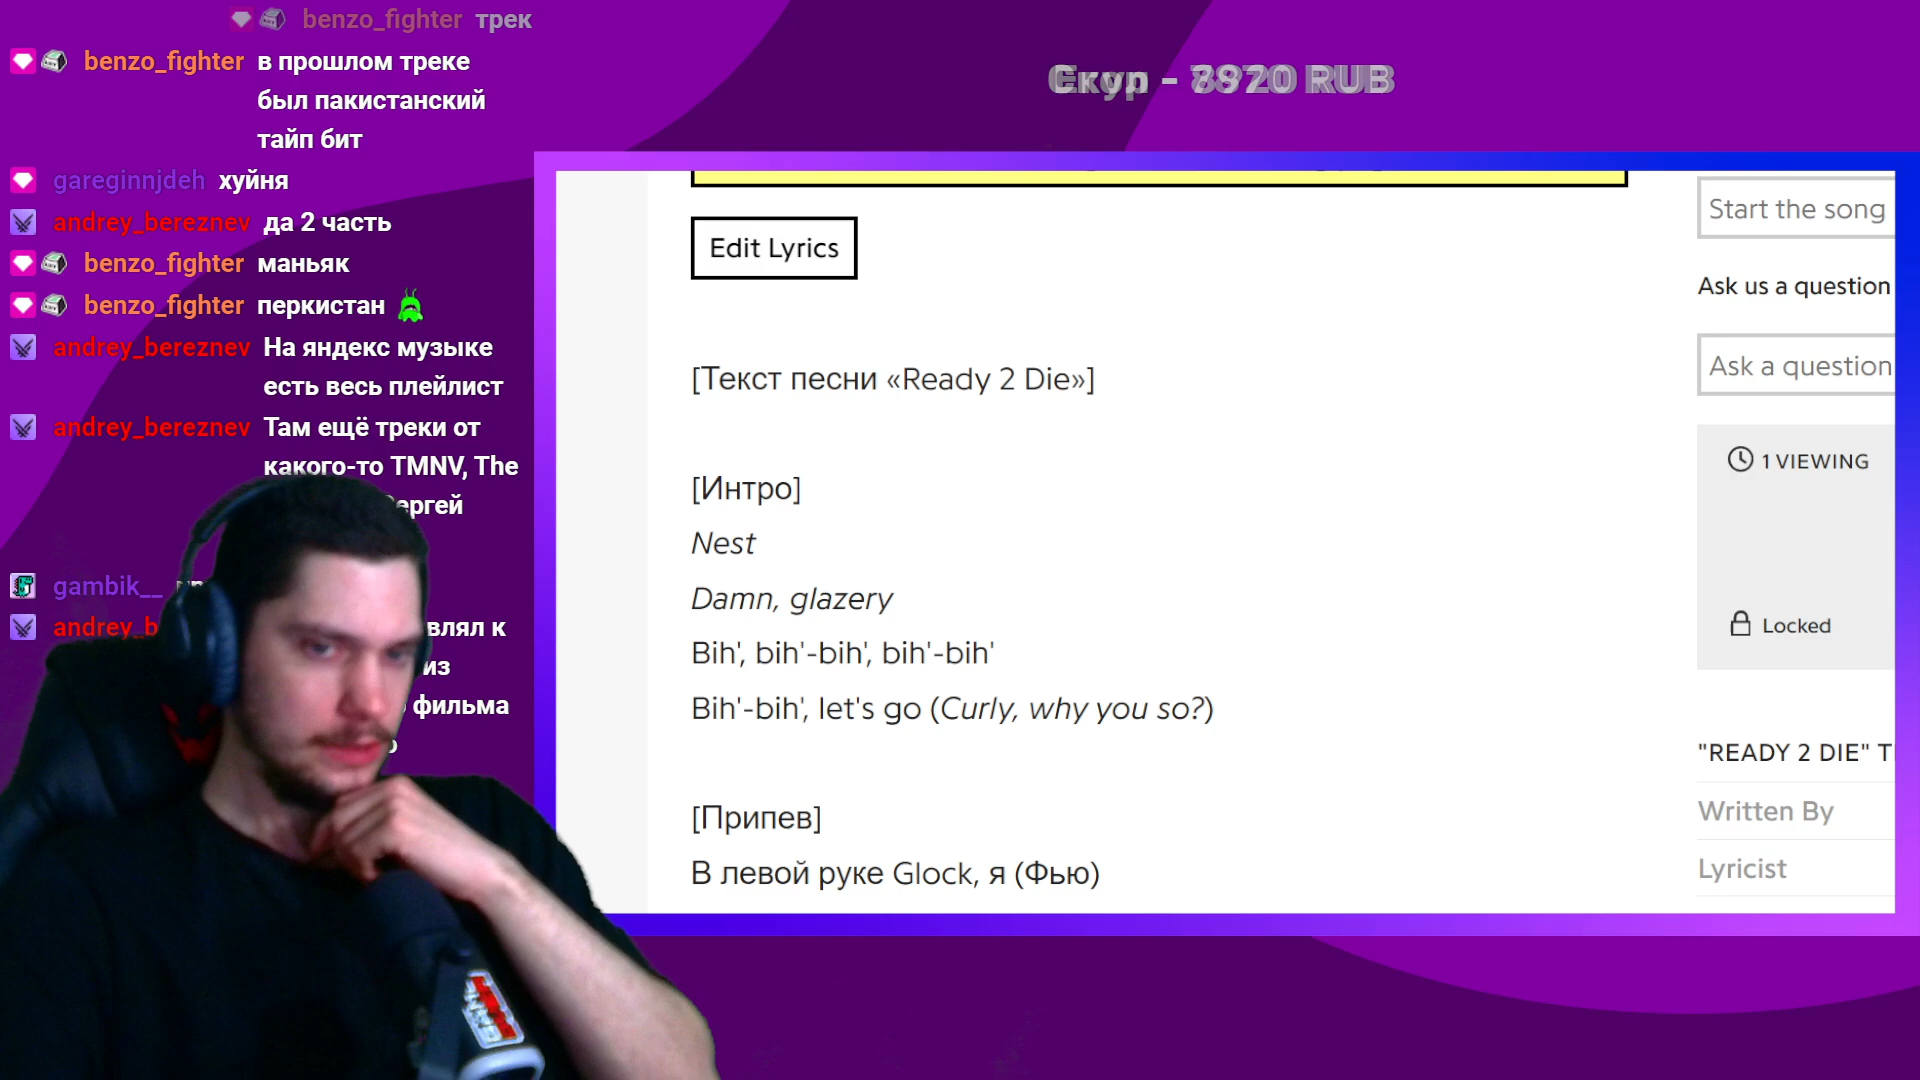 benzo_fighter трек
benzo_fighter в прошлом треке
был пакистанский
тайп бит
gareginnjdeh хуйня
andrey_bereznev да 2 часть
benzo_fighter маньяк
benzo_fighter перкистан
andrey_bereznev На яндекс музыке
есть весь плейлист
andrey_bereznev Там ещё треки от
какого-то TMNV, The
ергей
gambik__
andrey_b влял к
из
фильма
Екур - RUB
Edit Lyrics
[Текст песни «Ready 2 Die»]
[Интро]
Nest
Damn, glazery
Bih', bih'-bih', bih'-bih'
Bih'-bih', let's go (Curly, why you so?)
[Припев]
В левой руке Glock, я (Фью)
Start the song
Ask us a question
Ask a question
1 VIEWING
Locked
"READY 2 DIE" T
Written By
Lyricist